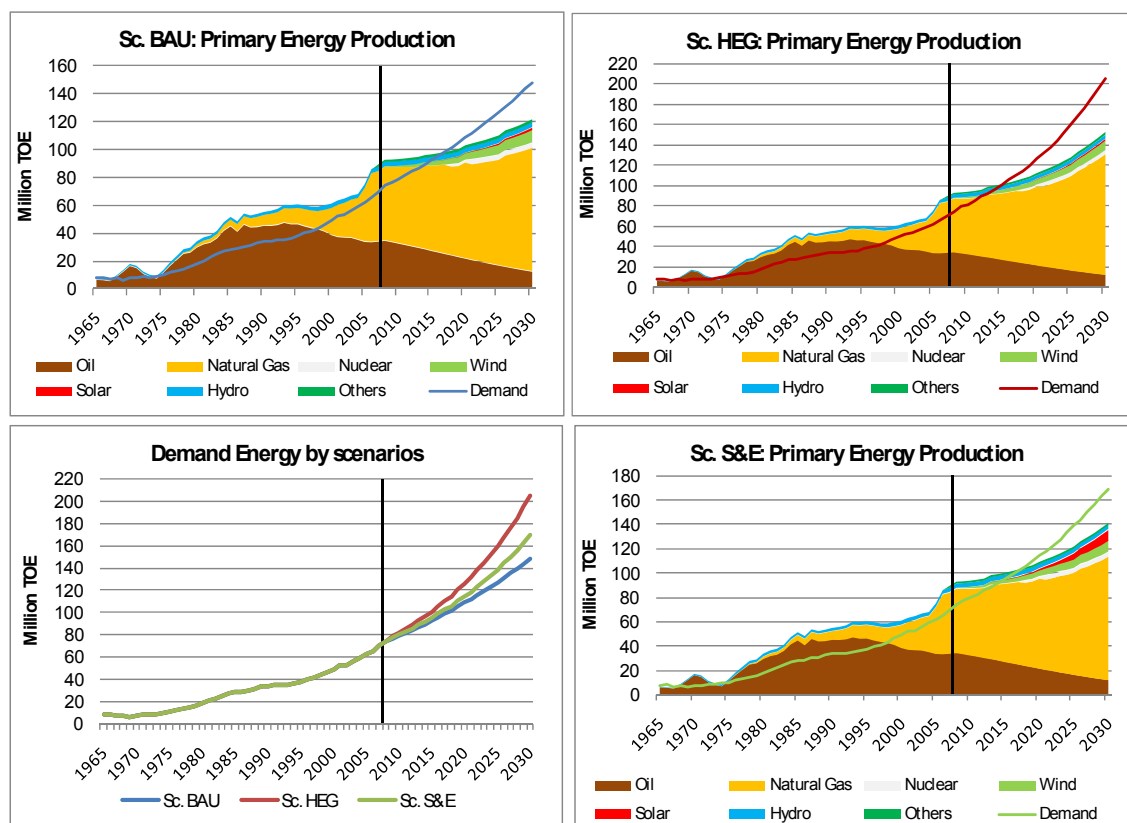 Sc. BAU: Primary Energy Production
Million TOE
160
140
120
100
80
60
40
20
0
1965 1970 1975 1980 1985 1990 1995 2000 2005 2010 2015 2020 2025 2030
Oil Natural Gas Nuclear Wind
Solar Hydro Others Demand
Sc. HEG: Primary Energy Production
Million TOE
220
200
180
160
140
120
100
80
60
40
20
0
1965 1970 1975 1980 1985 1990 1995 2000 2005 2010 2015 2020 2025 2030
Oil Natural Gas Nuclear Wind
Solar Hydro Others Demand
Demand Energy by scenarios
Million TOE
220
200
180
160
140
120
100
80
60
40
20
0
1965 1970 1975 1980 1985 1990 1995 2000 2005 2010 2015 2020 2025 2030
Sc. BAU Sc. HEG Sc. S&E
Sc. S&E: Primary Energy Production
Million TOE
180
160
140
120
100
80
60
40
20
0
1965 1970 1975 1980 1985 1990 1995 2000 2005 2010 2015 2020 2025 2030
Oil Natural Gas Nuclear Wind
Solar Hydro Others Demand